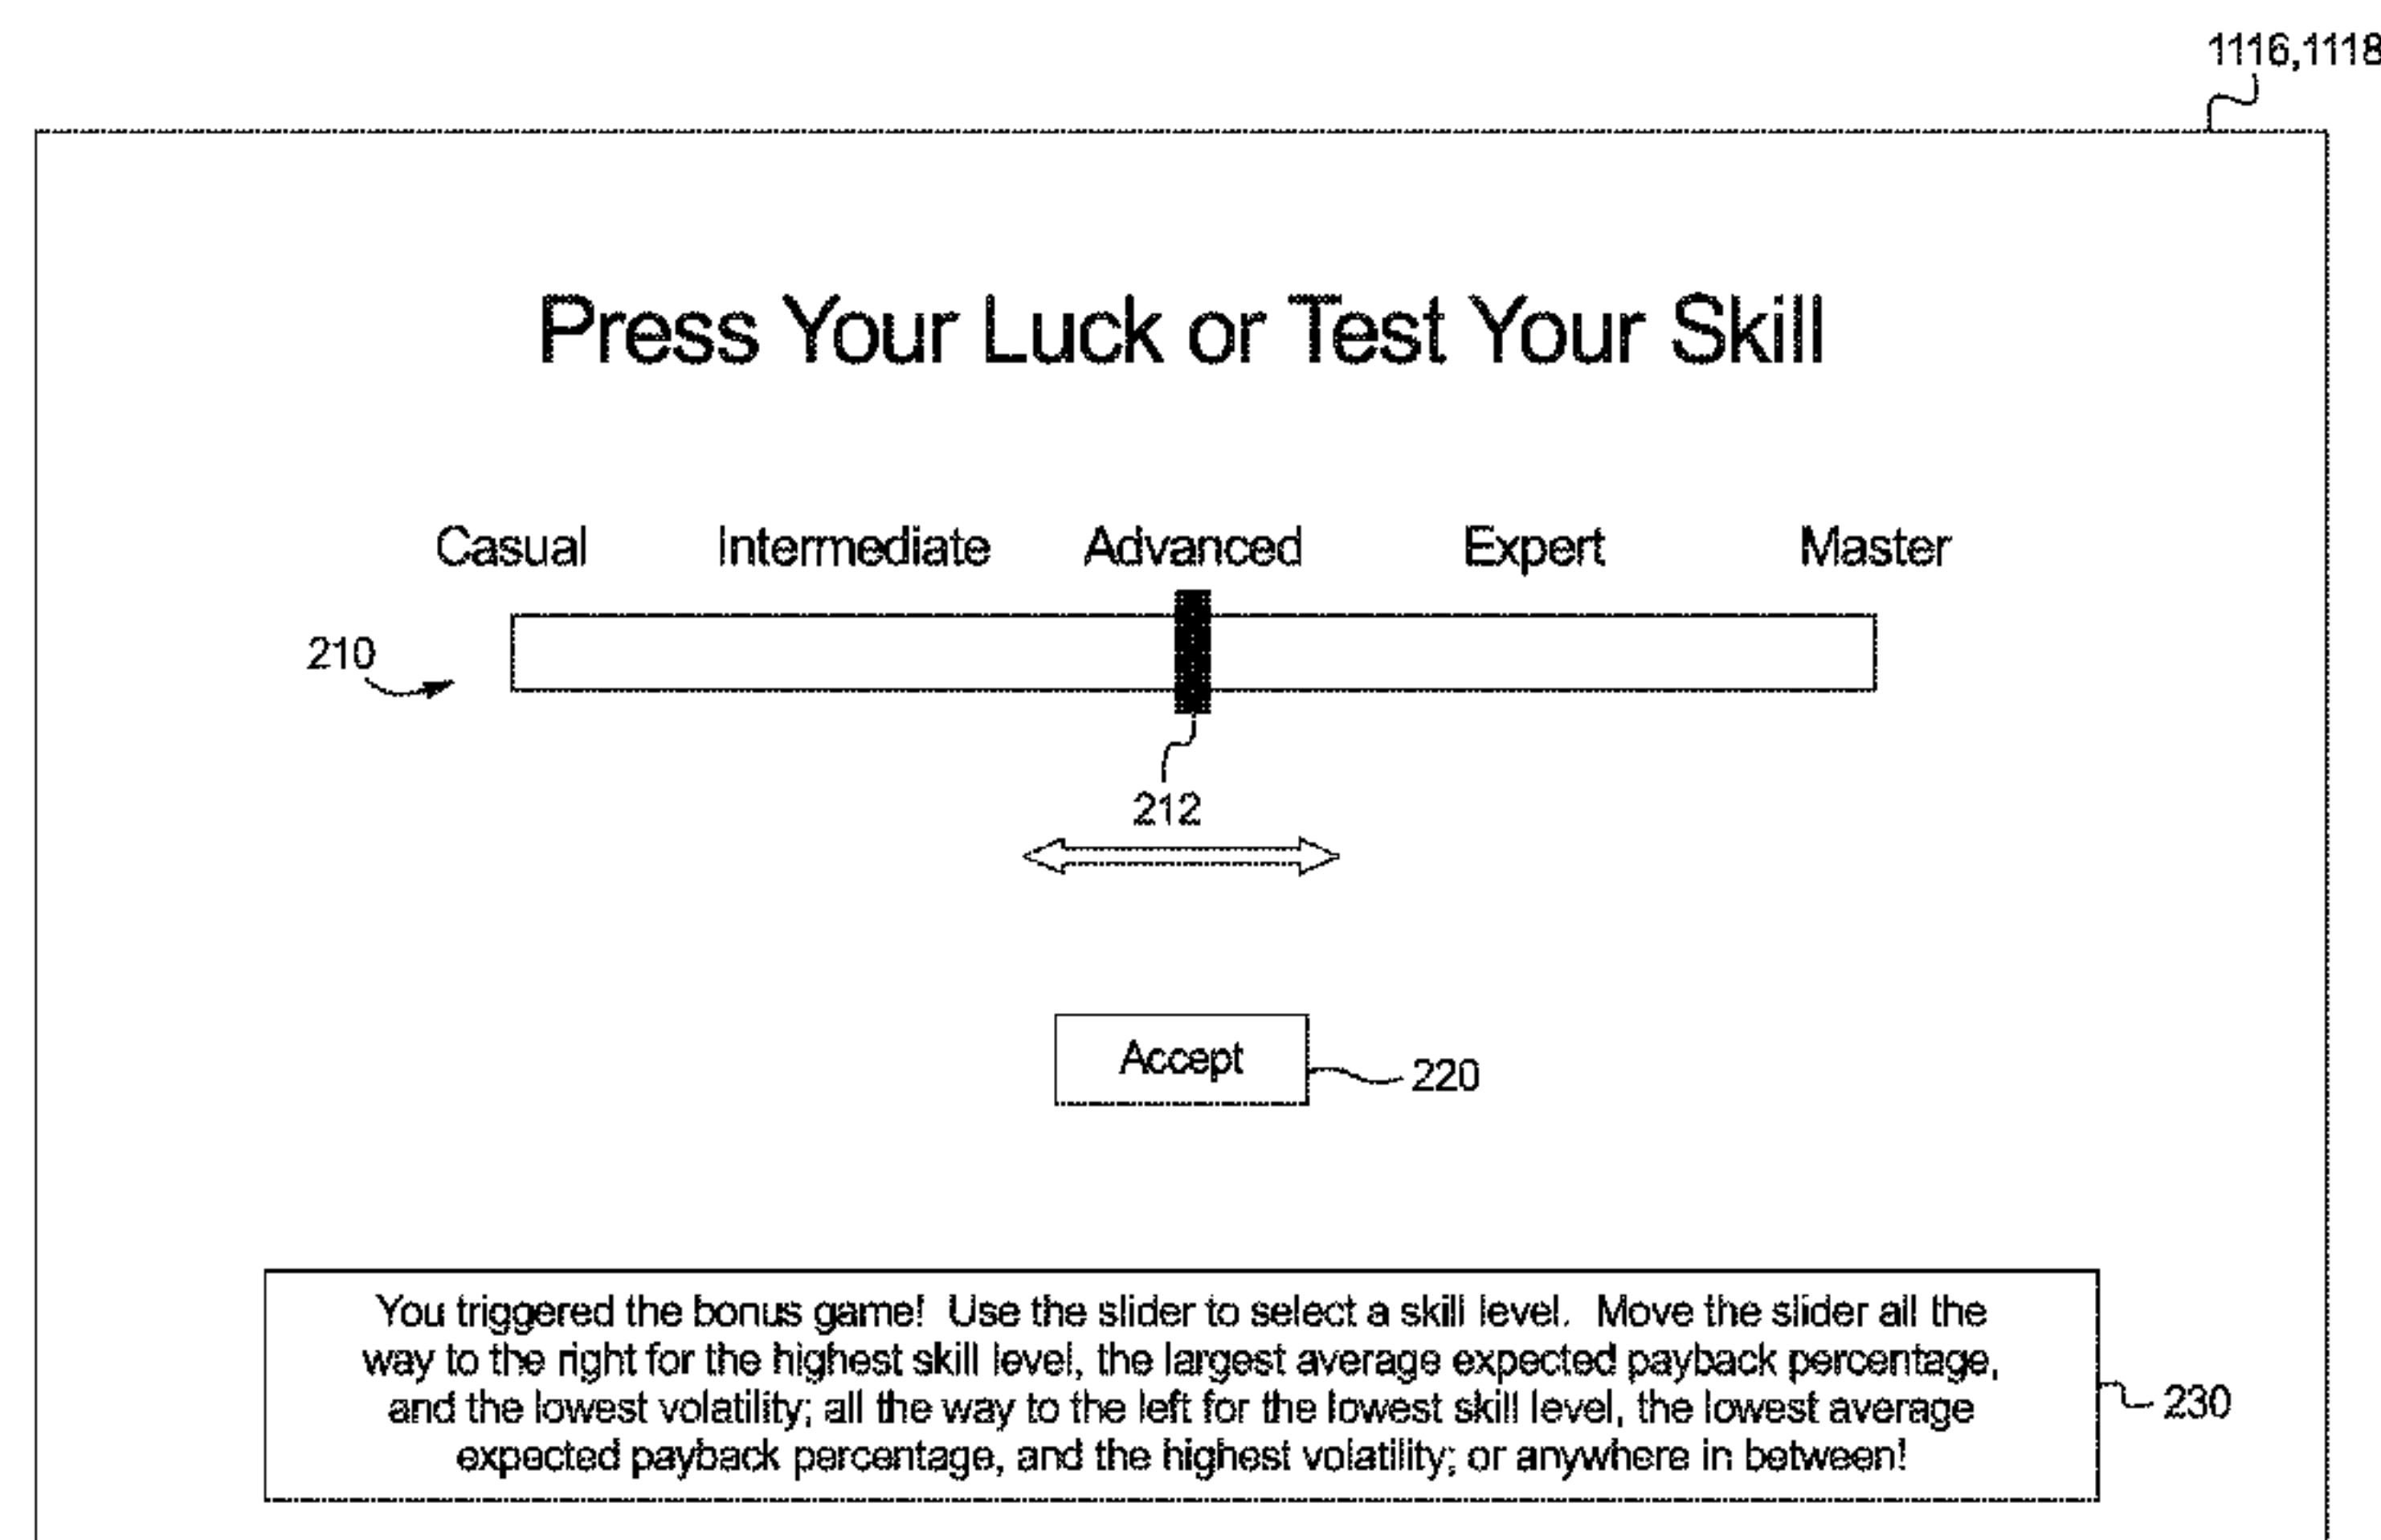 1116,1118
Press Your Luck or Test Your Skill
Casual Intermediate Advanced Expert Master
210
212
Accept
220
You triggered the bonus game! Use the slider to select a skill level. Move the slider all the
way to the right for the highest skill level, the largest average expected payback percentage,
and the lowest volatility; all the way to the left for the lowest skill level, the lowest average
expected payback percentage, and the highest volatility; or anywhere in between!
230